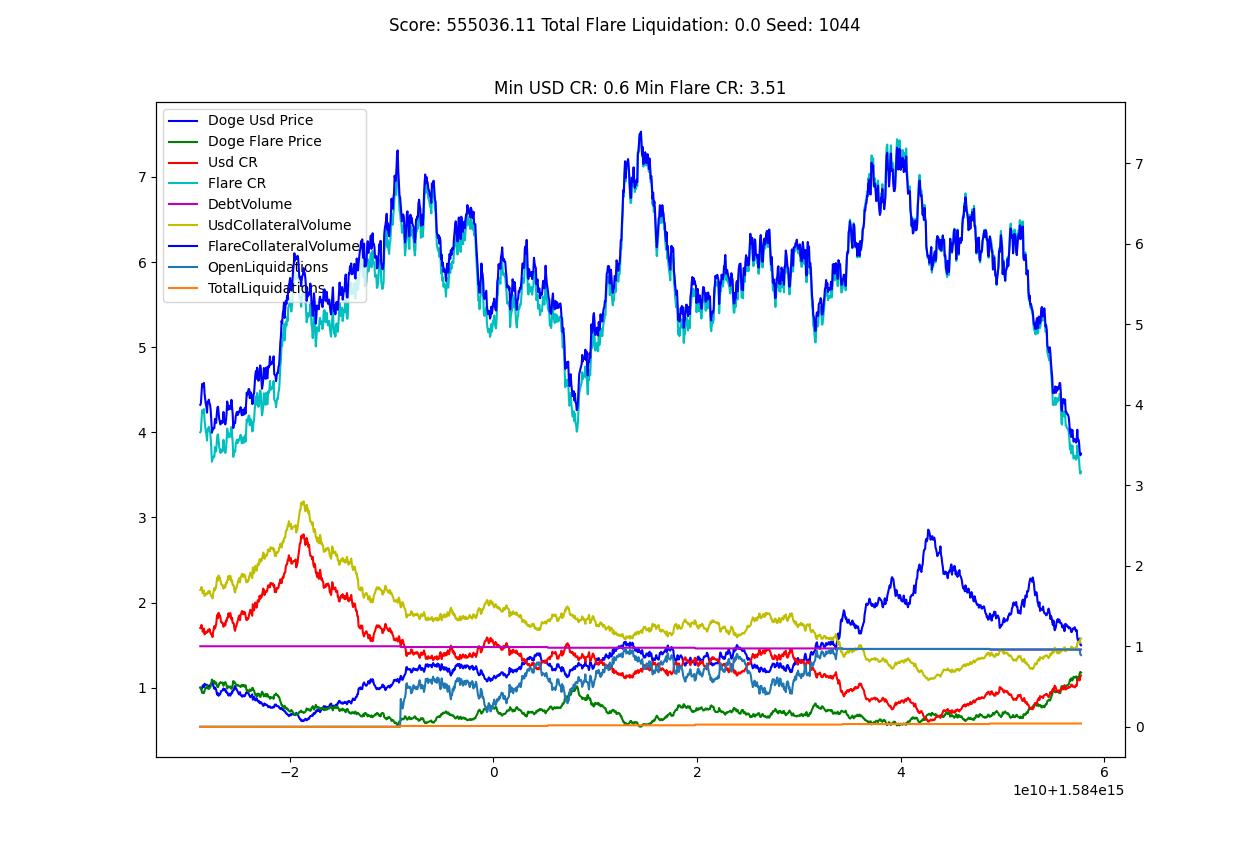 Score: 555036.11 Total Flare Liquidation: 0.0 Seed: 1044
Min USD CR: 0.6 Min Flare CR: 3.51
Doge Usd Price
Doge Flare Price
Usd CR
Flare CR
DebtVolume
UsdCollateralVolume
FlareCollateralVolume
OpenLiquidations
TotalLiquidations
7
6
5
4
3
2
1
7
6
5
4
3
2
1
0
−2
0
2
4
6
1e10+1.584e15